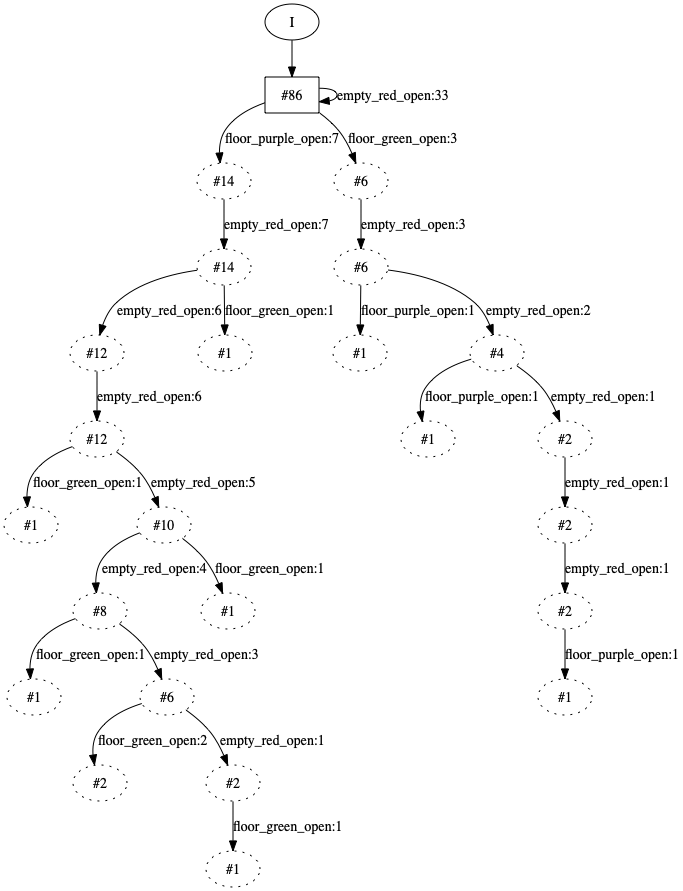 I
#86
empty_red_open:33
floor_purple_open:7
floor_green_open:3
#14
#6
empty_red_open:7
empty_red_open:3
#14
#6
empty_red_open:6
floor_green_open:1
floor_purple_open:1
empty_red_open:2
#12
#1
#1
#4
empty_red_open:6
floor_purple_open:1
empty_red_open:1
#12
#1
#2
floor_green_open:1
empty_red_open:5
empty_red_open:1
#1
#10
#2
empty_red_open:4
floor_green_open:1
empty_red_open:1
#8
#1
#2
floor_green_open:1
empty_red_open:3
floor_purple_open:1
#1
#6
#1
floor_green_open:2
empty_red_open:1
#2
#2
floor_green_open:1
#1